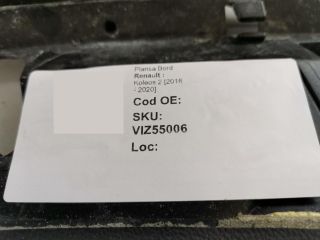 Plansa Bord
Renault :
Koleos 2 [2016
- 2020]
Cod OE:
SKU:
VIZ55006
Loc: